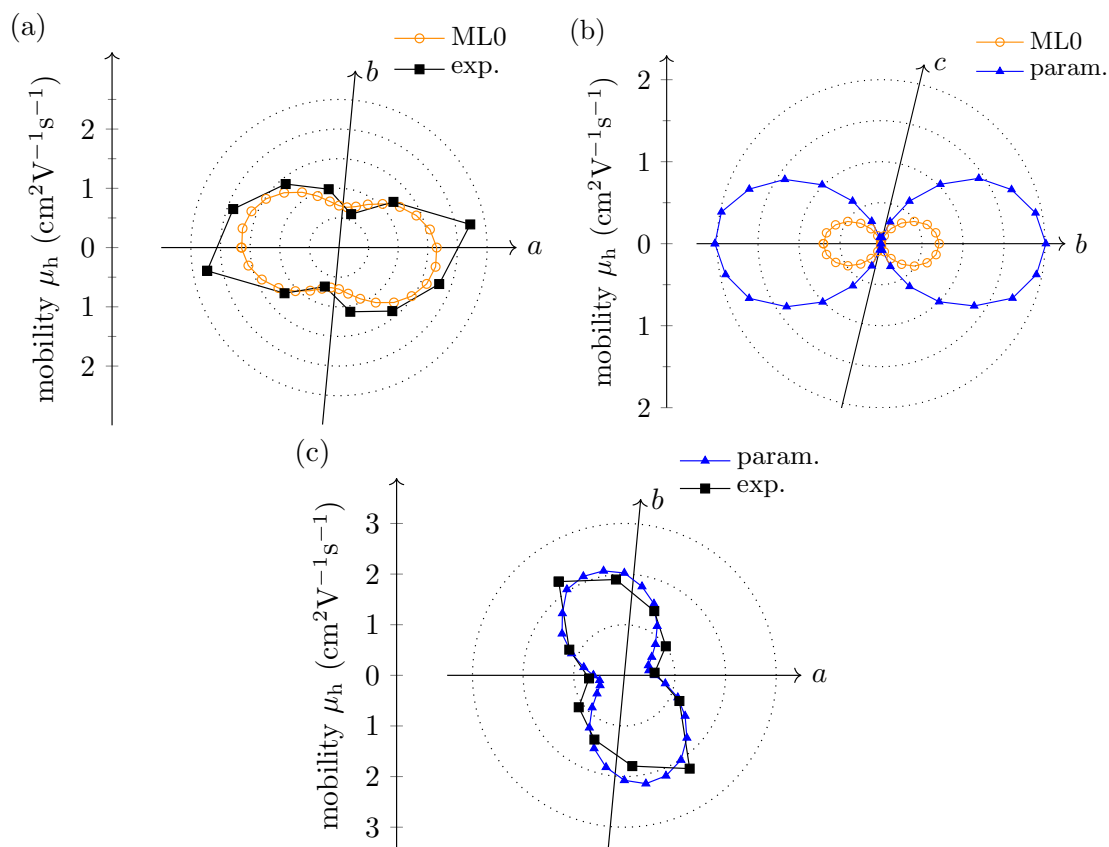 (a)
ML0
exp.
b
mobility μh (cm²V⁻¹s⁻¹)
2
1
0
1
2
a
(b)
ML0
param.
c
mobility μh (cm²V⁻¹s⁻¹)
2
1
0
1
2
b
(c)
param.
exp.
b
mobility μh (cm²V⁻¹s⁻¹)
3
2
1
0
1
2
3
a